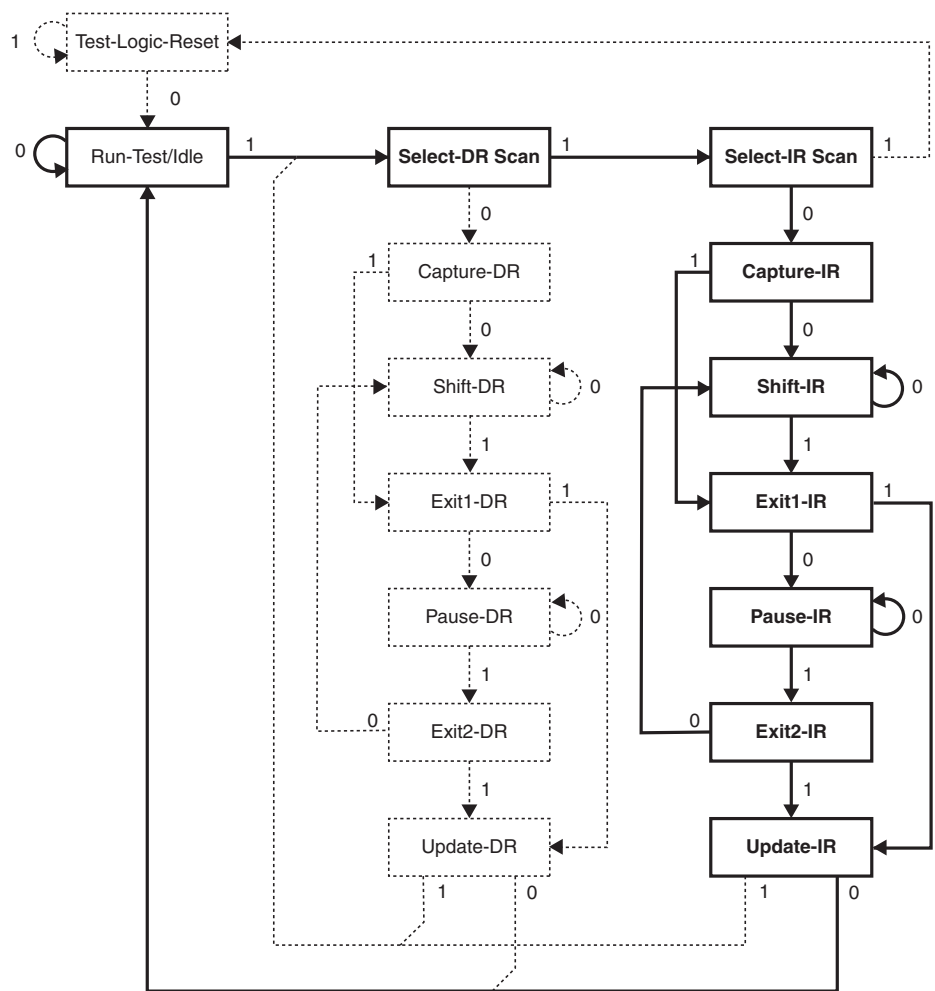 1 Test-Logic-Reset
0
0 Run-Test/Idle 1 Select-DR Scan 1 Select-IR Scan 1
0 0
1 Capture-DR 1 Capture-IR
0 0
Shift-DR 0 Shift-IR 0
1 1
Exit1-DR 1 Exit1-IR 1
0 0
Pause-DR 0 Pause-IR 0
1 1
0 Exit2-DR 0 Exit2-IR
1 1
Update-DR Update-IR
1 0 1 0